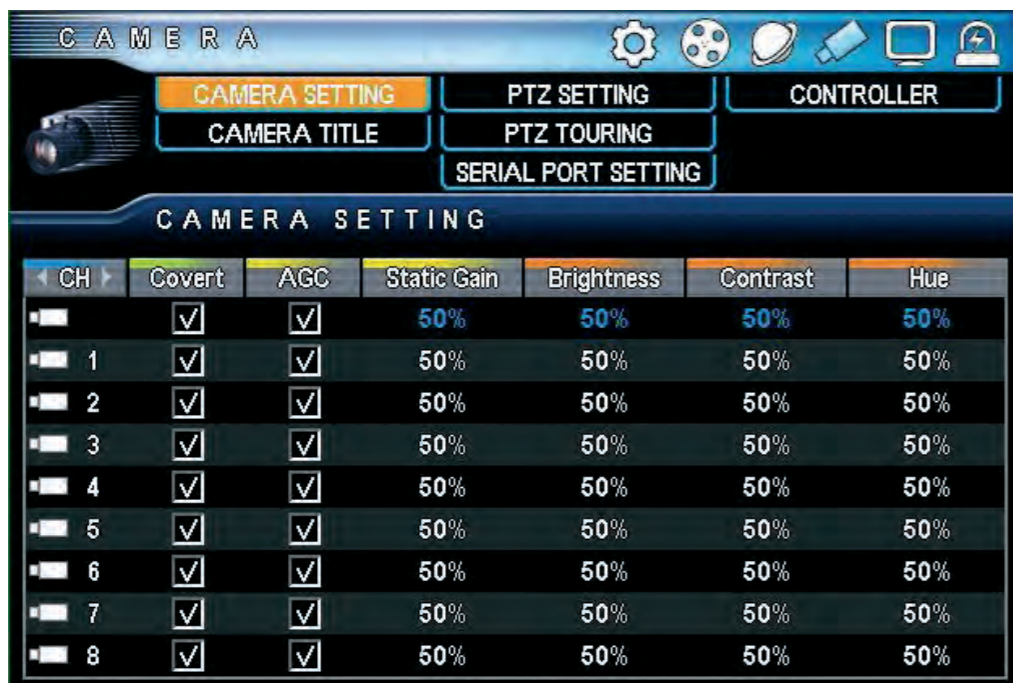 CAMERA
CAMERA SETTING PTZ SETTING CONTROLLER
CAMERA TITLE PTZ TOURING
SERIAL PORT SETTING
CAMERA SETTING
CH Covert AGC Static Gain Brightness Contrast Hue
50% 50% 50% 50%
1 50% 50% 50% 50%
2 50% 50% 50% 50%
3 50% 50% 50% 50%
4 50% 50% 50% 50%
5 50% 50% 50% 50%
6 50% 50% 50% 50%
7 50% 50% 50% 50%
8 50% 50% 50% 50%